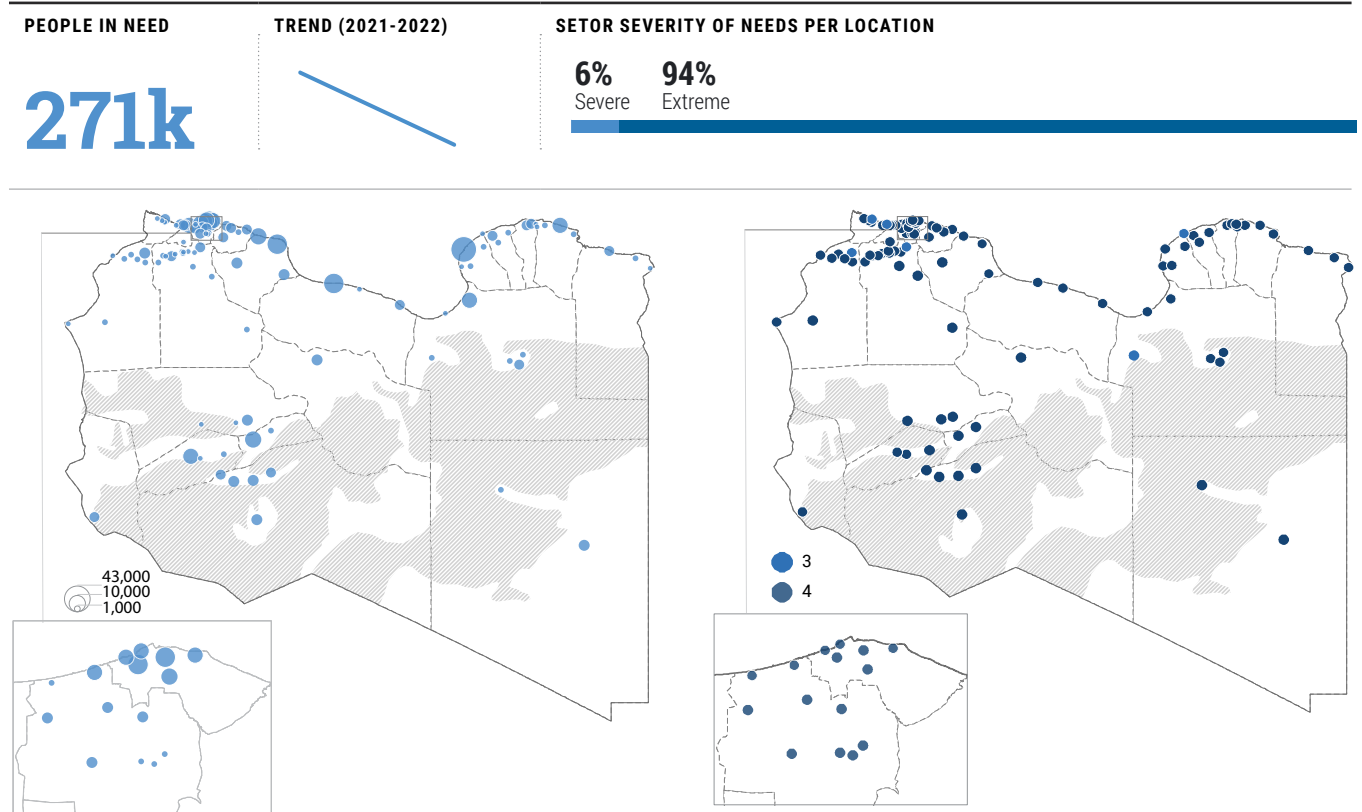 PEOPLE IN NEED
TREND (2021-2022)
SETOR SEVERITY OF NEEDS PER LOCATION
271k
6%
94%
Severe
Extreme
43,000
10,000
1,000
3
4